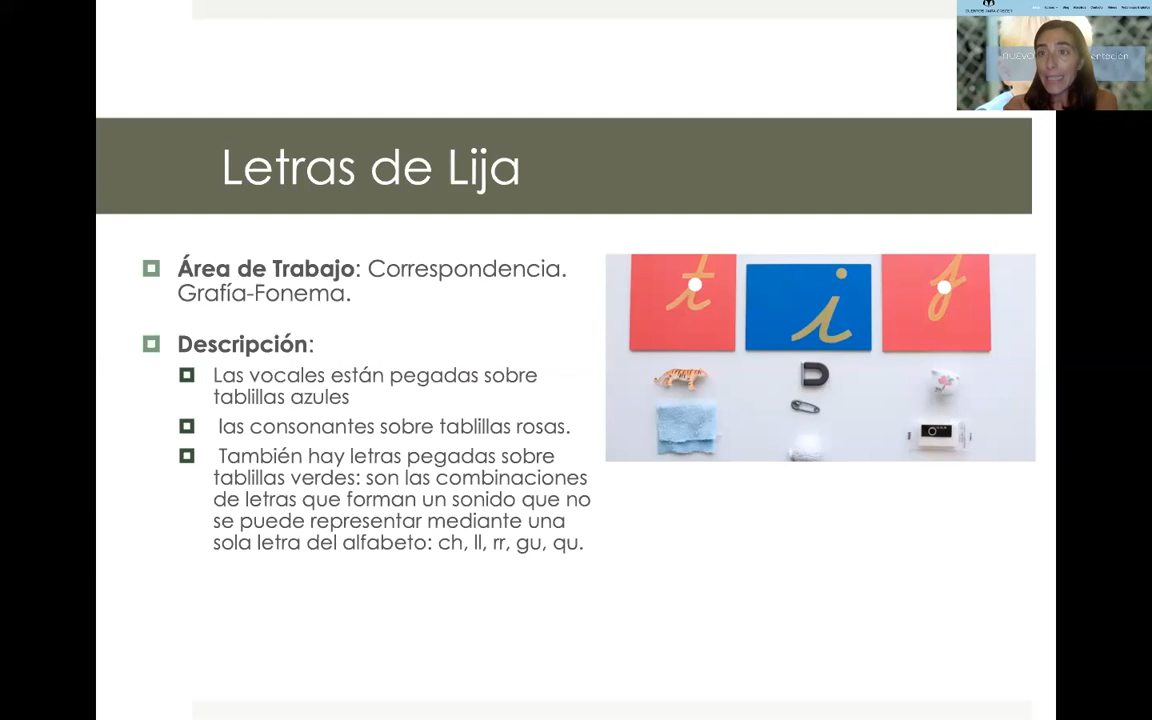 Letras de Lija
Área de Trabajo: Correspondencia.
Grafía-Fonema.
Descripción:
Las vocales están pegadas sobre
tablillas azules
las consonantes sobre tablillas rosas.
También hay letras pegadas sobre
tablillas verdes: son las combinaciones
de letras que forman un sonido que no
se puede representar mediante una
sola letra del alfabeto: ch, ll, rr, gu, qu.
t i j